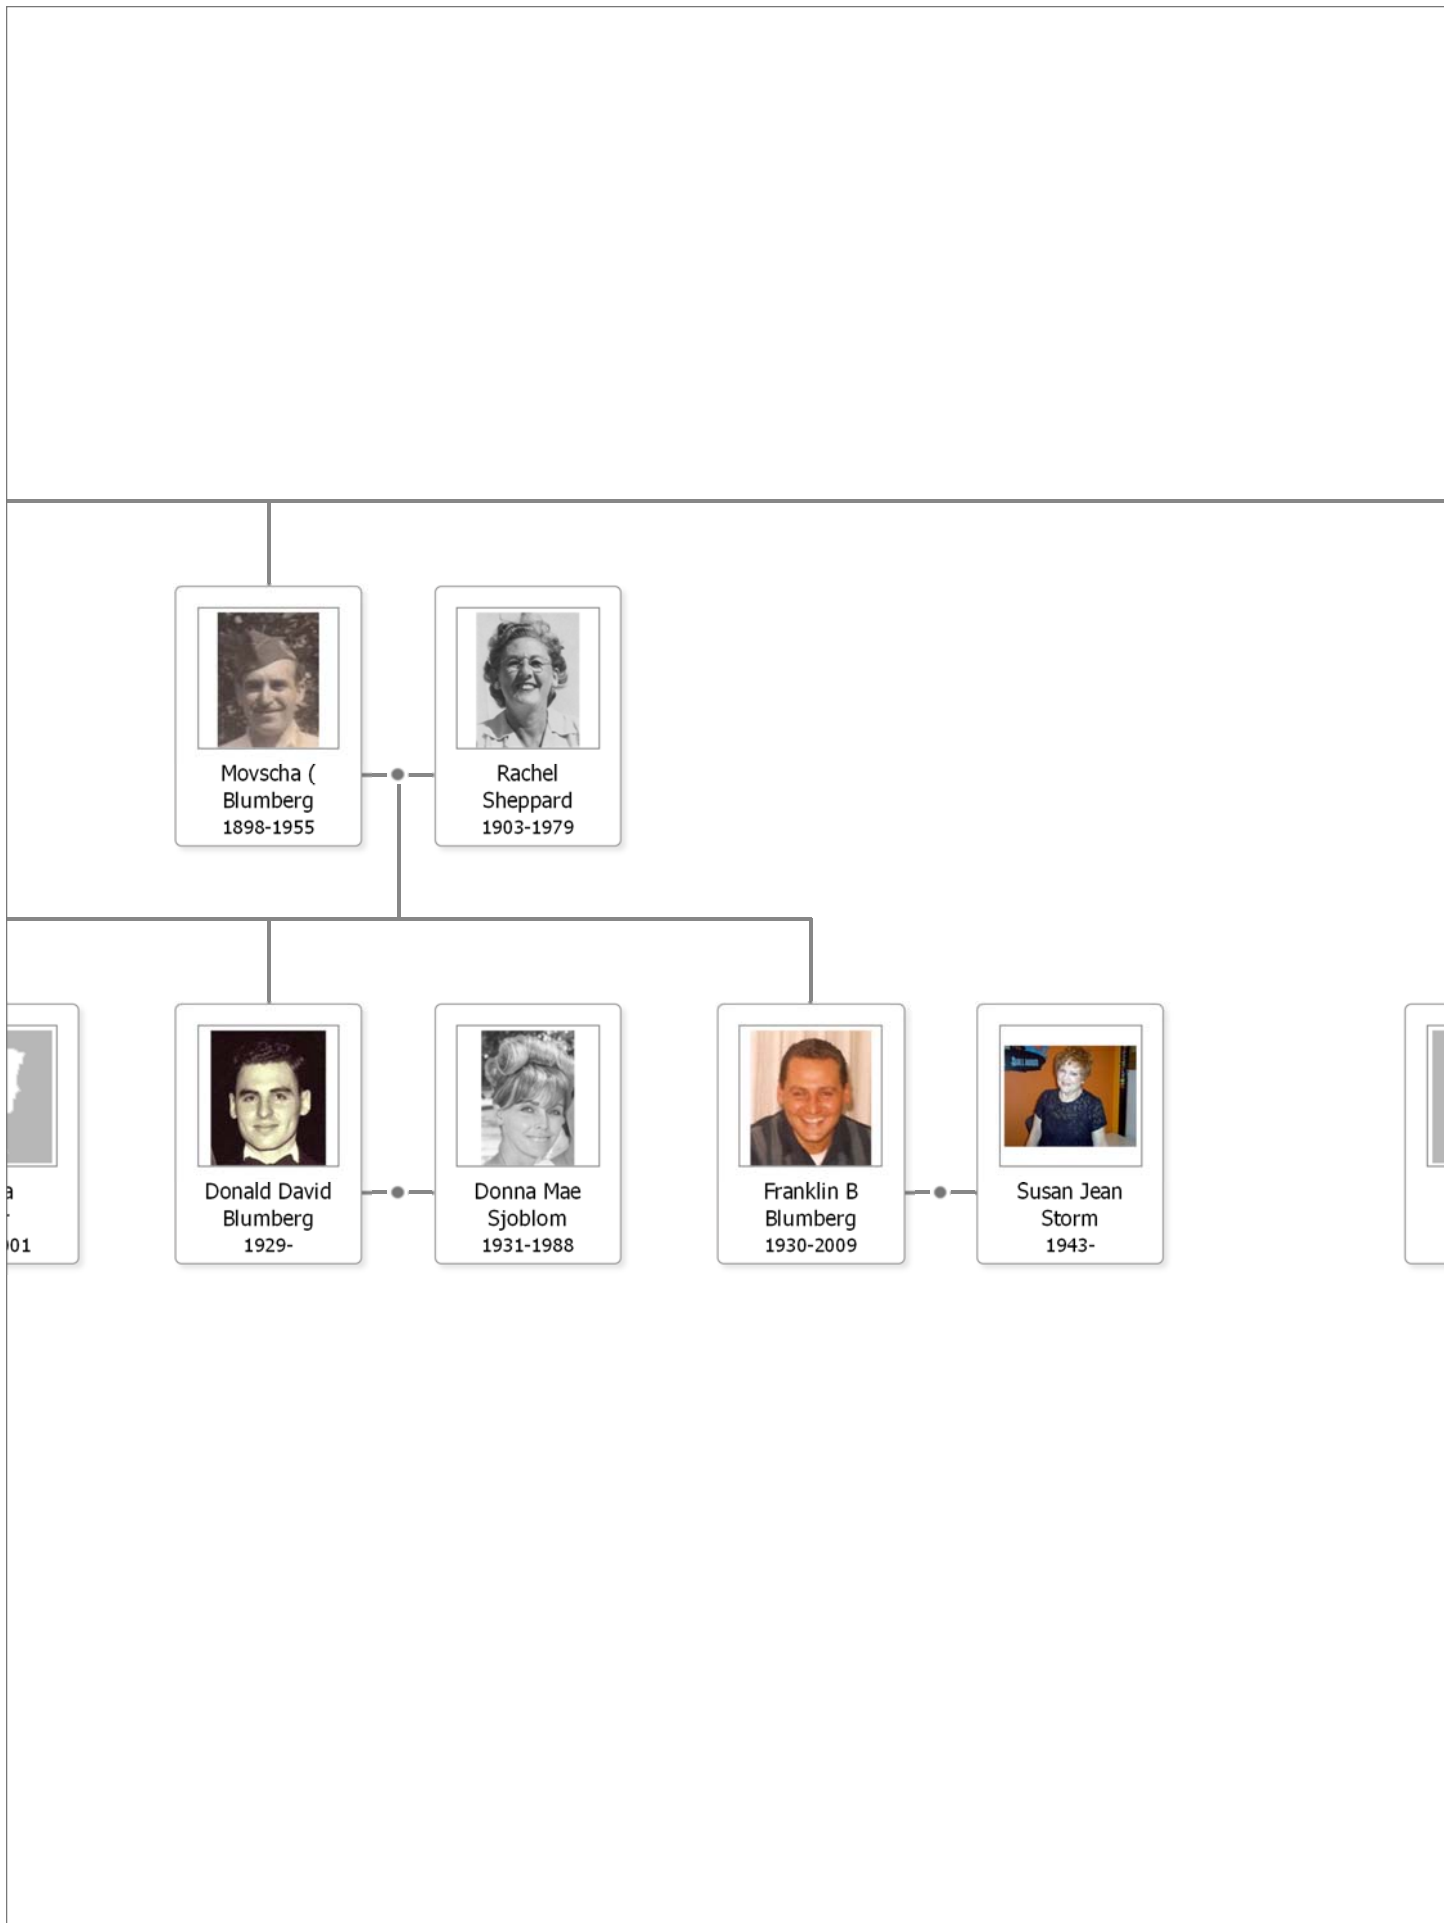 Movscha (
Blumberg
1898-1955
Rachel
Sheppard
1903-1979
a
01
Donald David
Blumberg
1929-
Donna Mae
Sjoblom
1931-1988
Franklin B
Blumberg
1930-2009
Susan Jean
Storm
1943-